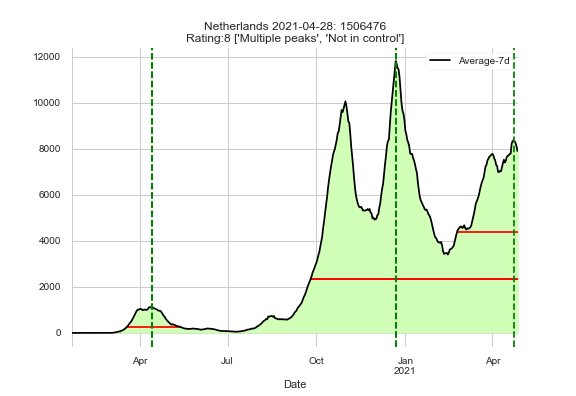 Netherlands 2021-04-28: 1506476
Rating:8 ['Multiple peaks', 'Not in control']
Average-7d
12000
10000
8000
6000
4000
2000
0
Apr Jul Oct Jan Apr
2021
Date